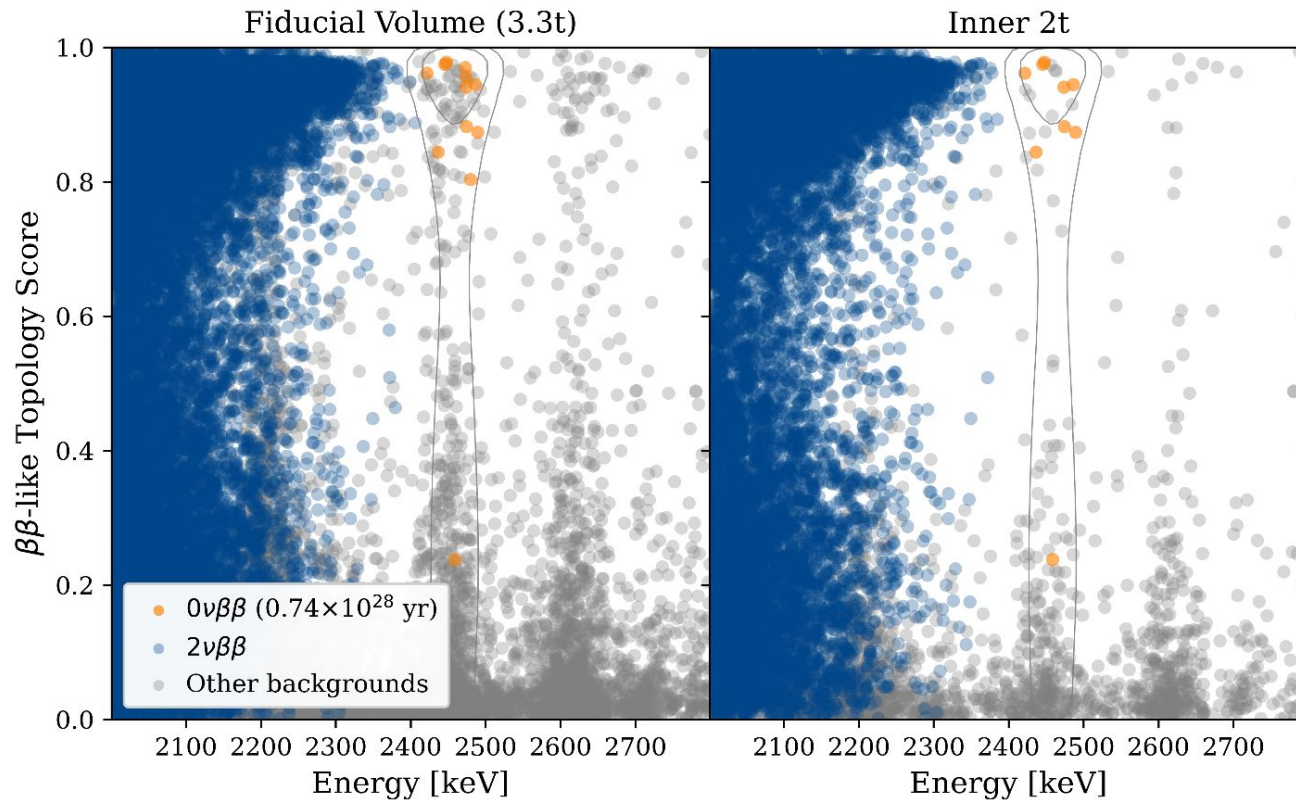 Fiducial Volume (3.3t)
Inner 2t
ββ-like Topology Score
1.0
0.8
0.6
0.4
0.2
0.0
0νββ (0.74×10²⁸ yr)
2νββ
Other backgrounds
2100 2200 2300 2400 2500 2600 2700
2100 2200 2300 2400 2500 2600 2700
Energy [keV]
Energy [keV]